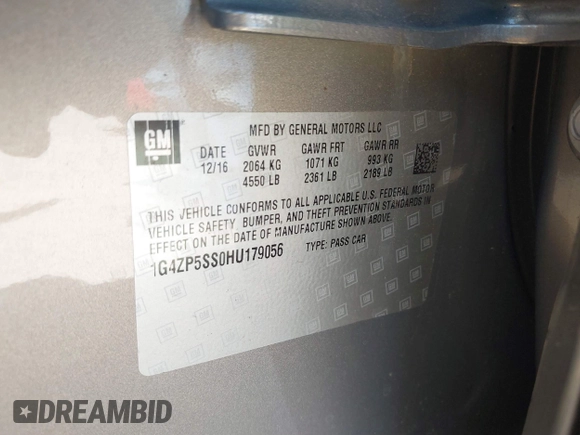 GM
MFD BY GENERAL MOTORS LLC
DATE GVWR GAWR FRT GAWR RR
12/16 2064 KG 1071 KG 993 KG
4550 LB 2361 LB 2189 LB
THIS VEHICLE CONFORMS TO ALL APPLICABLE U.S. FEDERAL MOTOR
VEHICLE SAFETY, BUMPER, AND THEFT PREVENTION STANDARDS IN
EFFECT ON THE DATE OF MANUFACTURE SHOWN ABOVE.
1G4ZP5SS0HU179056 TYPE: PASS CAR
DREAMBID